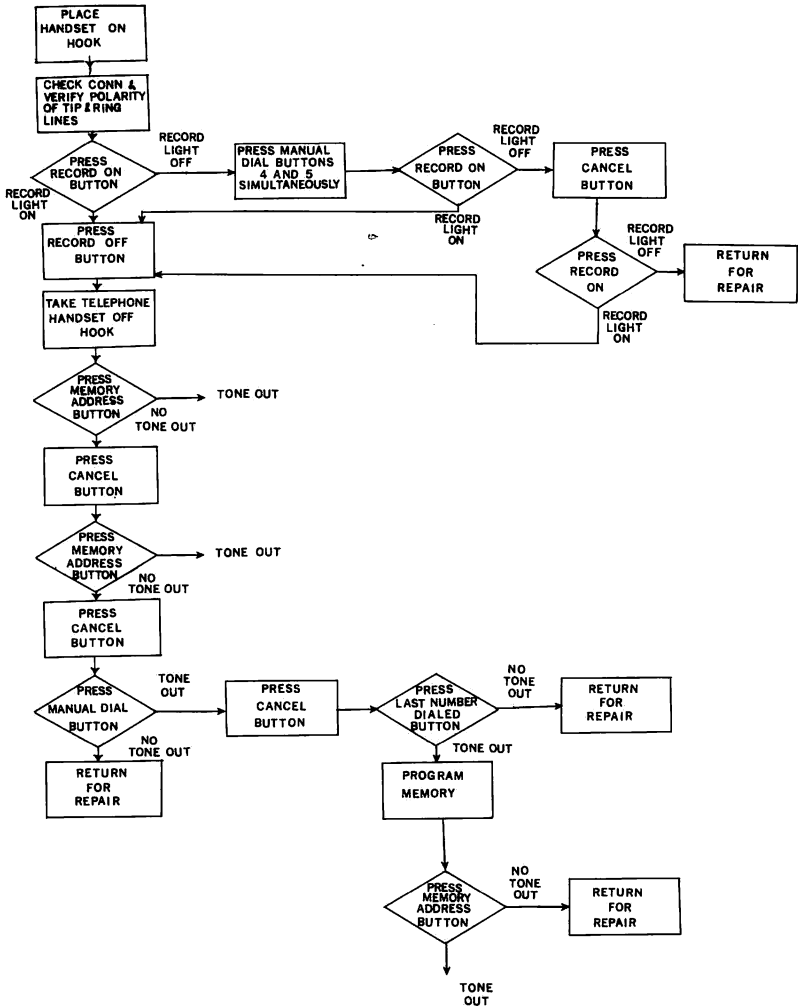 PLACE
HANDSET ON
HOOK
CHECK CONN &
VERIFY POLARITY
OF TIP & RING
LINES
PRESS
RECORD ON
BUTTON
RECORD
LIGHT
OFF
RECORD
LIGHT
ON
PRESS MANUAL
DIAL BUTTONS
4 AND 5
SIMULTANEOUSLY
PRESS
RECORD ON
BUTTON
RECORD
LIGHT OFF
RECORD
LIGHT
ON
PRESS
CANCEL
BUTTON
PRESS
RECORD OFF
BUTTON
PRESS
RECORD
ON
RECORD
LIGHT
OFF
RECORD
LIGHT
ON
RETURN
FOR
REPAIR
TAKE TELEPHONE
HANDSET OFF
HOOK
PRESS
MEMORY
ADDRESS
BUTTON
TONE OUT
NO
TONE OUT
PRESS
CANCEL
BUTTON
PRESS
MEMORY
ADDRESS
BUTTON
TONE OUT
NO
TONE OUT
PRESS
CANCEL
BUTTON
PRESS
MANUAL DIAL
BUTTON
TONE
OUT
NO
TONE OUT
RETURN
FOR
REPAIR
PRESS
CANCEL
BUTTON
PRESS
LAST NUMBER
DIALED
BUTTON
NO
TONE
OUT
RETURN
FOR
REPAIR
TONE OUT
PROGRAM
MEMORY
PRESS
MEMORY
ADDRESS
BUTTON
NO
TONE
OUT
RETURN
FOR
REPAIR
TONE
OUT